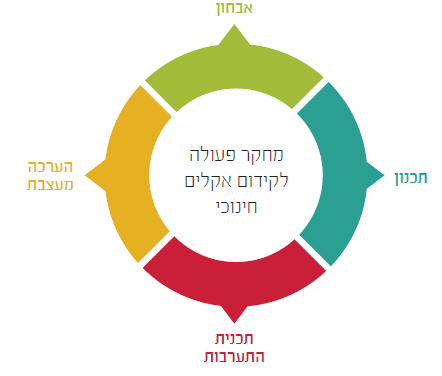 אבחון
מחקר פעולה
לקידום אקלים
חינוכי
תכנון
הערכה
מעצבת
תכנית
התערבות